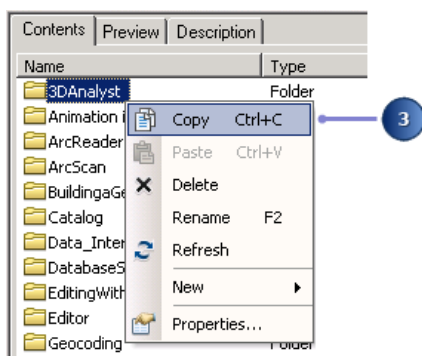 Contents Preview Description
Name Type
3DAnalyst Folder
Animation i
Copy Ctrl+C
3
ArcReader
Paste Ctrl+V
ArcScan
BuildingaGe
Delete
Catalog
Rename F2
Data_Inter
Refresh
DatabaseS
EditingWith
New
Editor
Properties...
Geocoding Folder